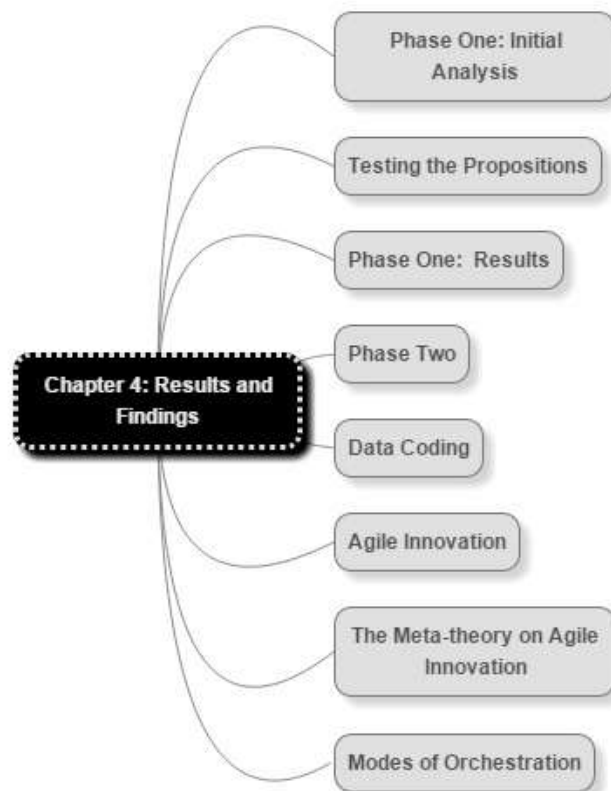 Phase One: Initial
Analysis
Testing the Propositions
Phase One: Results
Phase Two
Chapter 4: Results and
Findings
Data Coding
Agile Innovation
The Meta-theory on Agile
Innovation
Modes of Orchestration